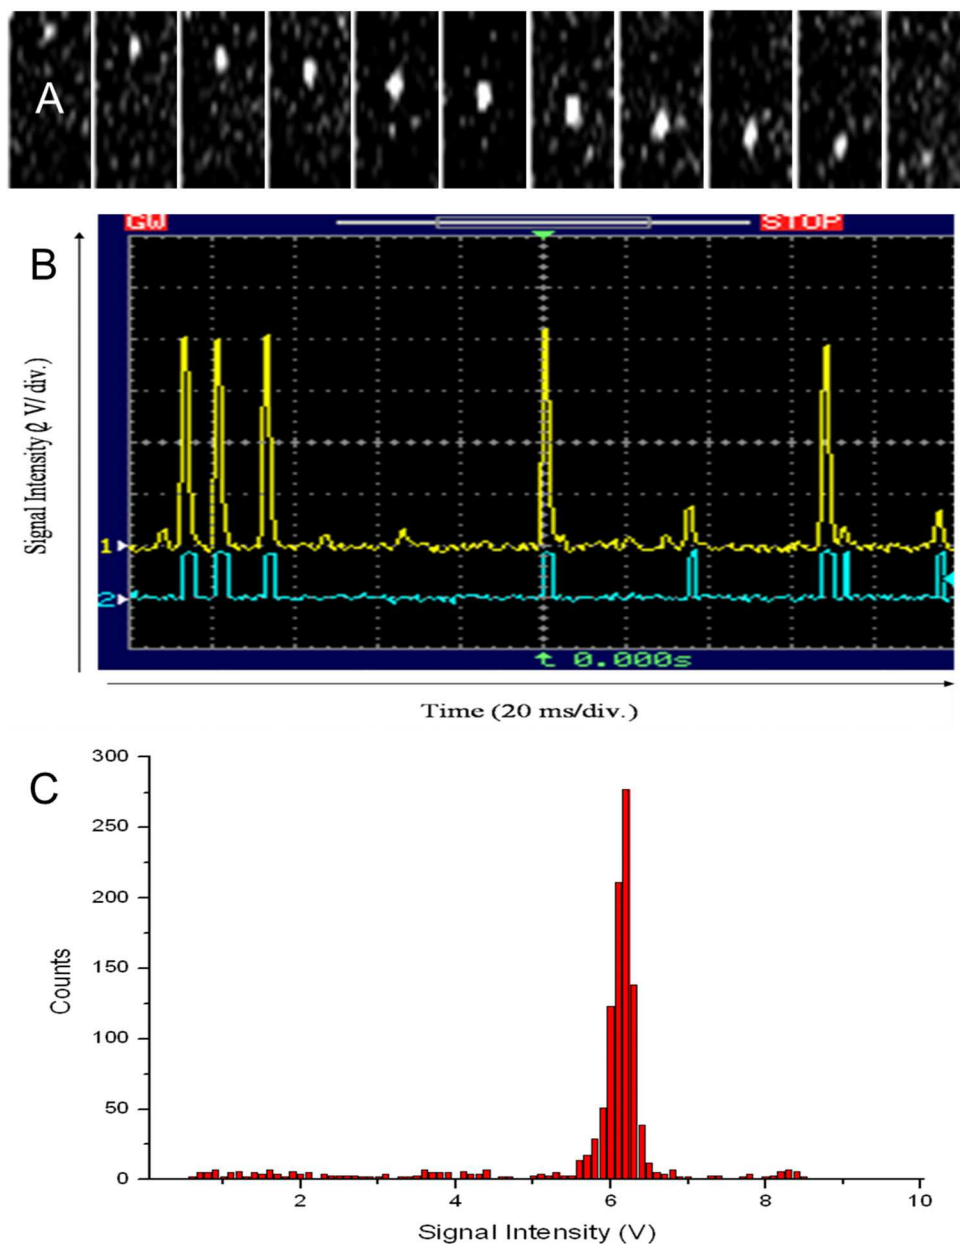 A
B
GW
STOP
Signal Intensity (2 V/ div.)
1
2
t 0.000s
Time (20 ms/div.)
C
300
250
200
150
100
50
0
Counts
2
4
6
8
10
Signal Intensity (V)